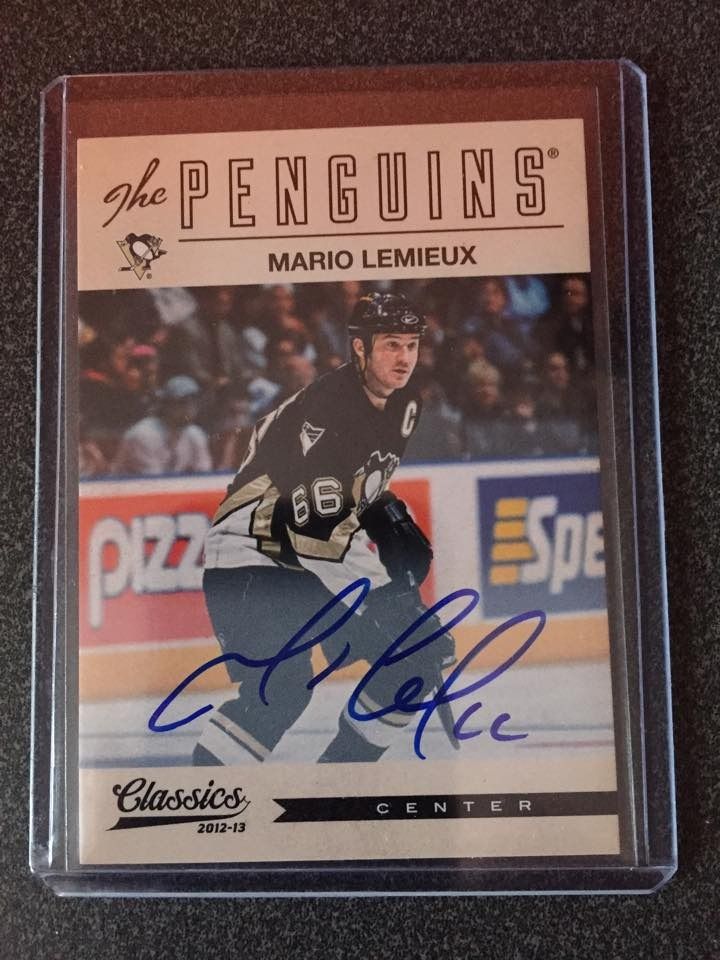 The PENGUINS®
®
MARIO LEMIEUX
C
66
pizz
Spe
Classics
2012-13
CENTER